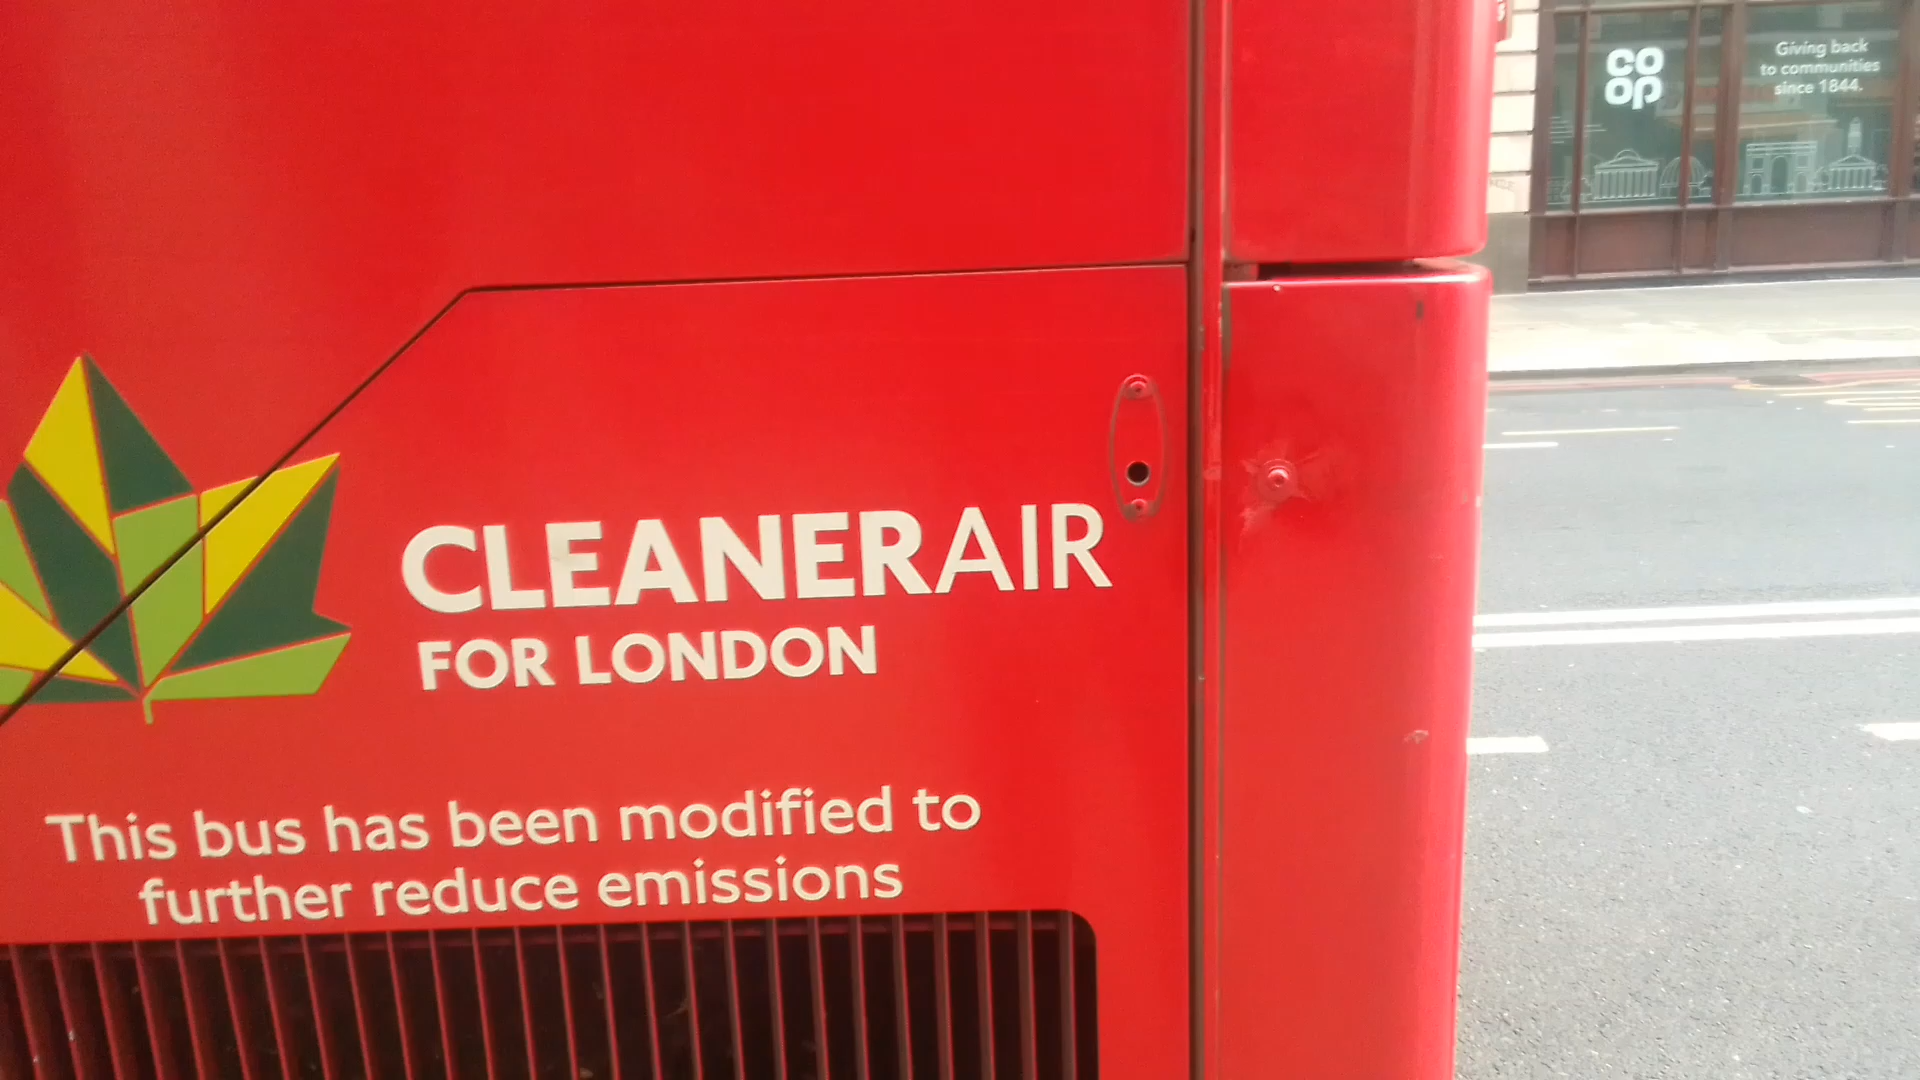 CLEANERAIR
FOR LONDON
This bus has been modified to
further reduce emissions
CO
OP
Giving back
to communities
since 1844.